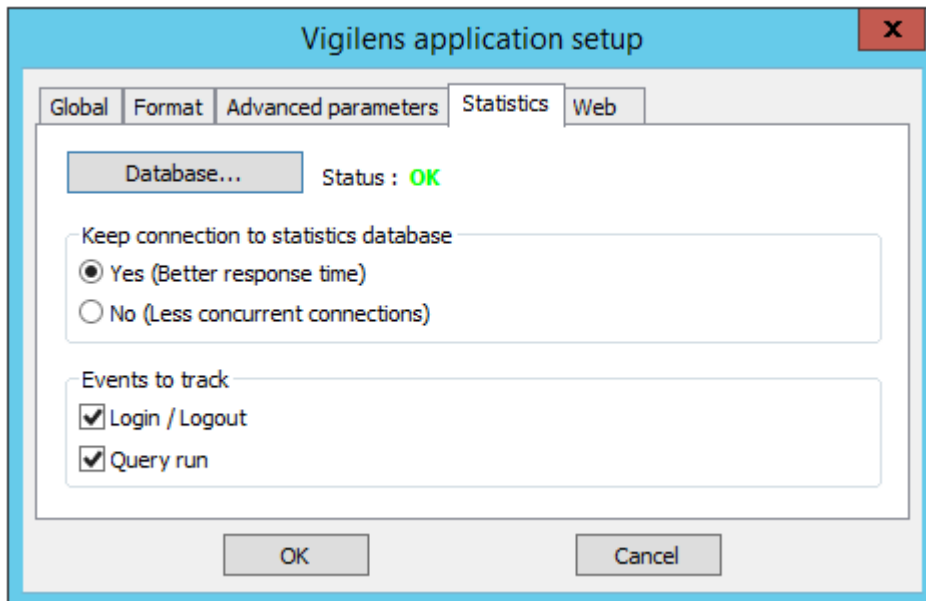 Vigilens application setup
x
Global Format Advanced parameters Statistics Web
Database... Status : OK
Keep connection to statistics database
Yes (Better response time)
No (Less concurrent connections)
Events to track
Login / Logout
Query run
OK Cancel